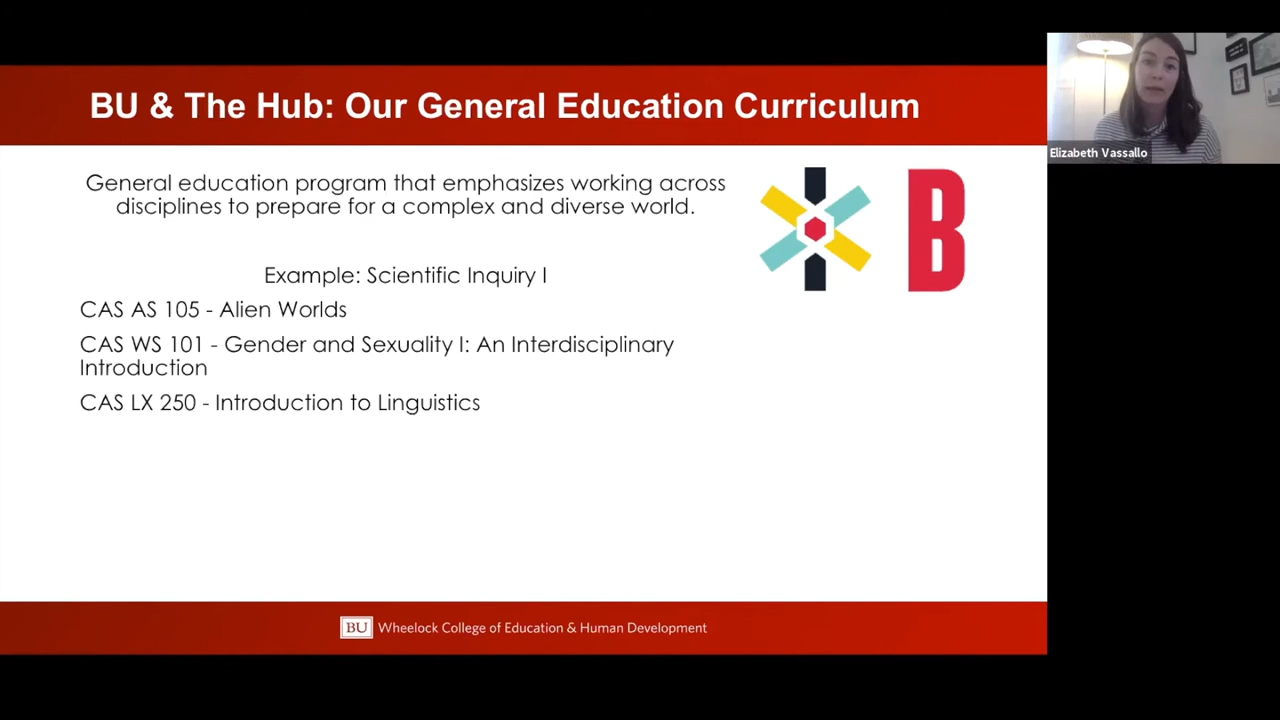 BU & The Hub: Our General Education Curriculum
General education program that emphasizes working across
disciplines to prepare for a complex and diverse world.
B
Example: Scientific Inquiry I
CAS AS 105 - Alien Worlds
CAS WS 101 - Gender and Sexuality I: An Interdisciplinary
Introduction
CAS LX 250 - Introduction to Linguistics
BU Wheelock College of Education & Human Development
Elizabeth Vassallo